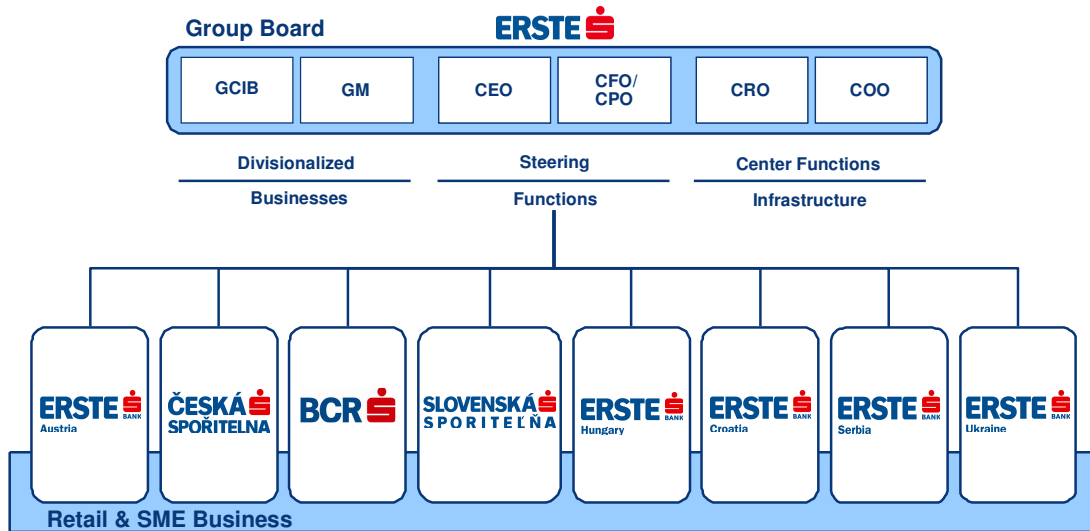 Group Board
ERSTE
GCIB
GM
CEO
CFO/
CPO
CRO
COO
Divisionalized
Businesses
Steering
Functions
Center Functions
Infrastructure
ERSTE
BANK
Austria
ČESKÁ
SPOŘITELNA
BCR
SLOVENSKÁ
SPORITEĽŇA
ERSTE
BANK
Hungary
ERSTE
BANK
Croatia
ERSTE
BANK
Serbia
ERSTE
BANK
Ukraine
Retail & SME Business